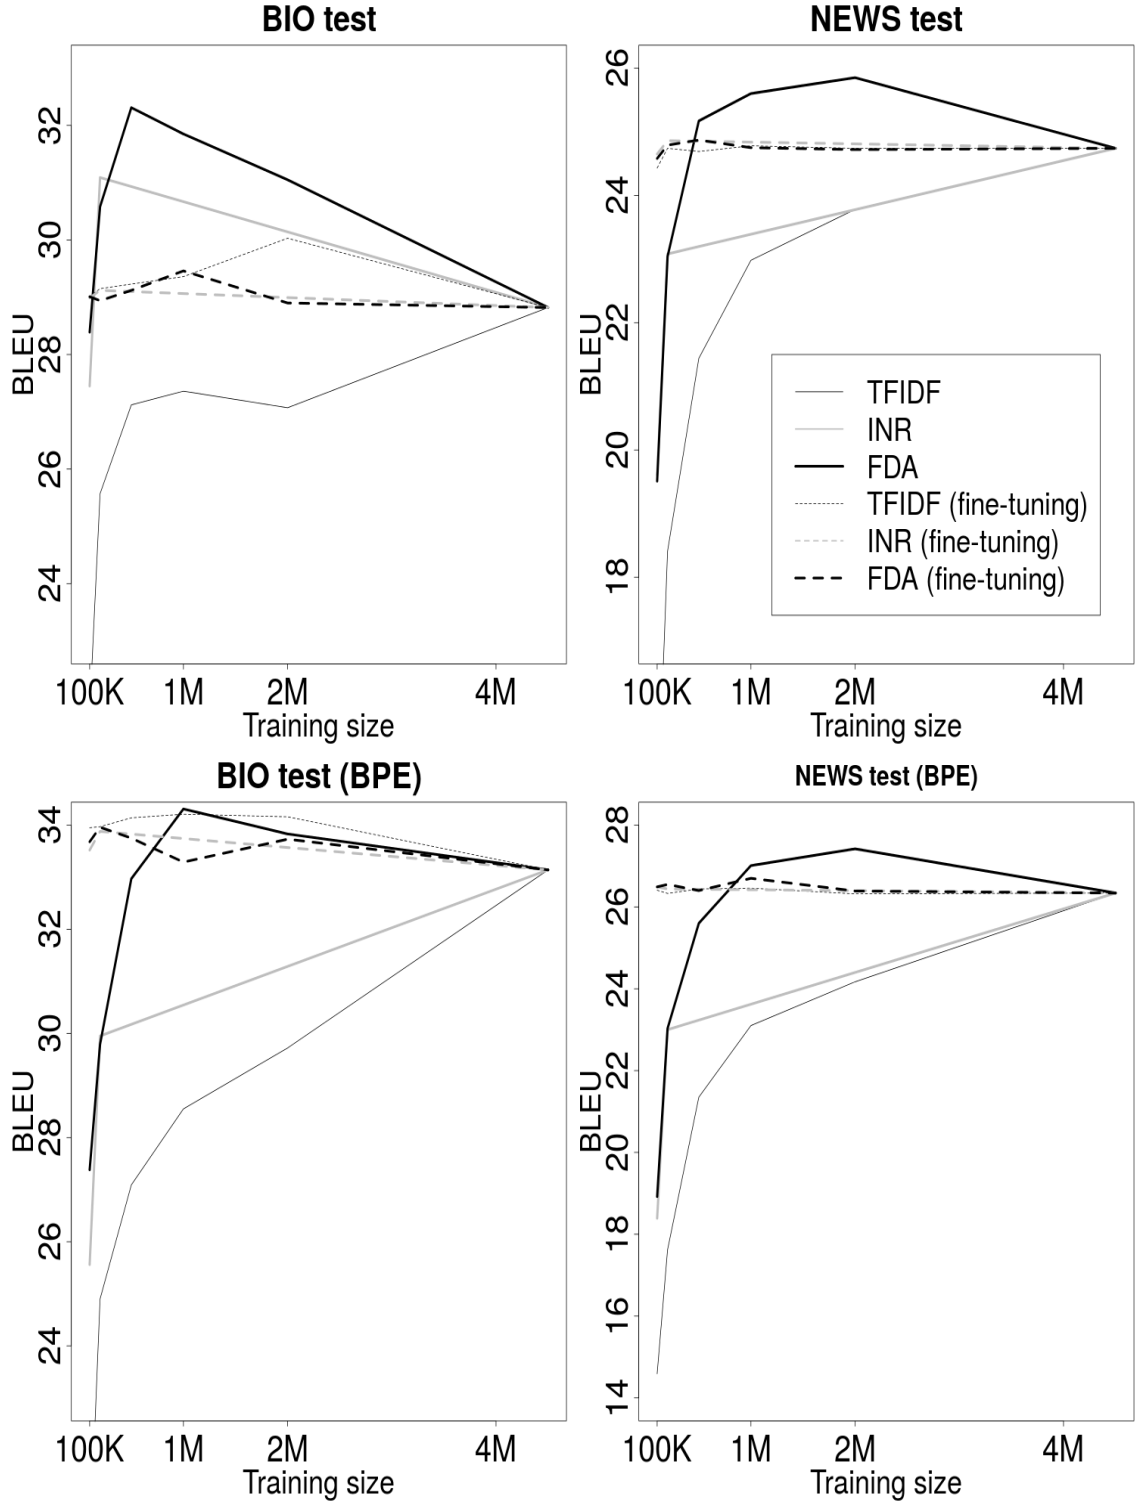 BIO test
BLEU
32
30
28
26
24
100K 1M 2M 4M
Training size
NEWS test
BLEU
26
24
22
20
18
TFIDF
INR
FDA
TFIDF (fine-tuning)
INR (fine-tuning)
FDA (fine-tuning)
100K 1M 2M 4M
Training size
BIO test (BPE)
BLEU
34
32
30
28
26
24
100K 1M 2M 4M
Training size
NEWS test (BPE)
BLEU
28
26
24
22
20
18
16
14
100K 1M 2M 4M
Training size